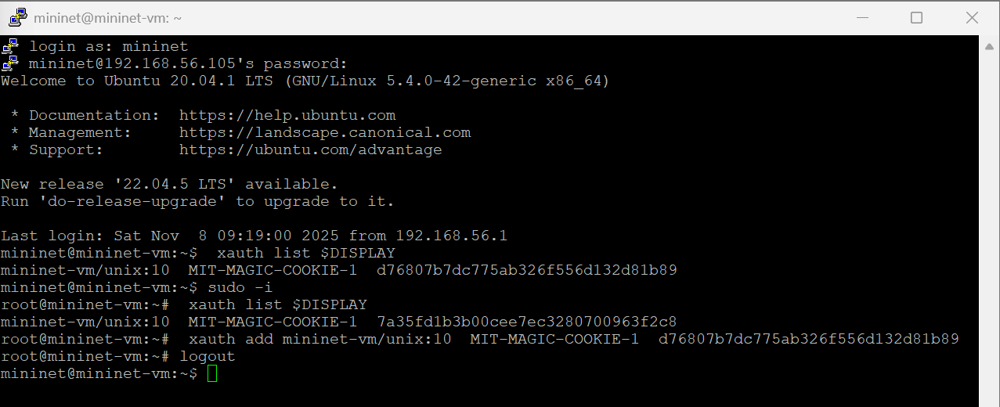 mininet@mininet-vm: ~
login as: mininet
mininet@192.168.56.105's password:
Welcome to Ubuntu 20.04.1 LTS (GNU/Linux 5.4.0-42-generic x86_64)
* Documentation:  https://help.ubuntu.com
* Management:     https://landscape.canonical.com
* Support:        https://ubuntu.com/advantage
New release '22.04.5 LTS' available.
Run 'do-release-upgrade' to upgrade to it.
Last login: Sat Nov  8 09:19:00 2025 from 192.168.56.1
mininet@mininet-vm:~$  xauth list $DISPLAY
mininet-vm/unix:10  MIT-MAGIC-COOKIE-1  d76807b7dc775ab326f556d132d81b89
mininet@mininet-vm:~$ sudo -i
root@mininet-vm:~#  xauth list $DISPLAY
mininet-vm/unix:10  MIT-MAGIC-COOKIE-1  7a35fd1b3b00cee7ec3280700963f2c8
root@mininet-vm:~#  xauth add mininet-vm/unix:10  MIT-MAGIC-COOKIE-1  d76807b7dc775ab326f556d132d81b89
root@mininet-vm:~# logout
mininet@mininet-vm:~$